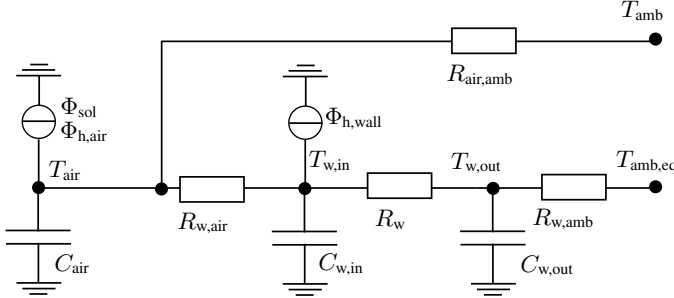 T_amb
R_air,amb
Φ_sol
Φ_h,air
Φ_h,wall
T_air
T_w,in
T_w,out
T_amb,eq
R_w,air
R_w
R_w,amb
C_air
C_w,in
C_w,out